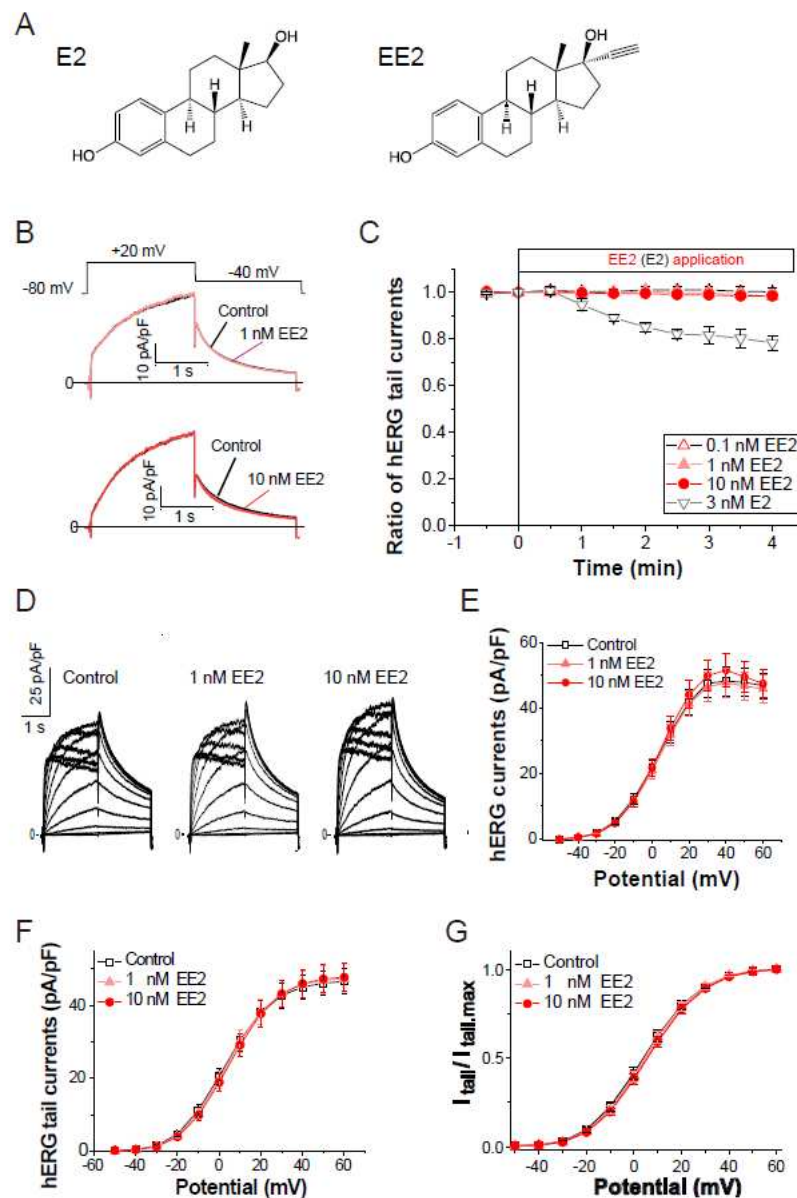 A
E2
OH
H
H
H
HO
EE2
OH
H
H
H
HO
B
+20 mV
-80 mV
-40 mV
Control
1 nM EE2
10 pA/pF
1 s
0
Control
10 nM EE2
10 pA/pF
1 s
0
C
EE2 (E2) application
Ratio of hERG tail currents
1.0
0.8
0.6
0.4
0.2
0.0
0.1 nM EE2
1 nM EE2
10 nM EE2
3 nM E2
-1 0 1 2 3 4
Time (min)
D
25 pA/pF
1 s
Control
1 nM EE2
10 nM EE2
0-
0-
0-
E
hERG currents (pA/pF)
60
40
20
0
Control
1 nM EE2
10 nM EE2
-40 -20 0 20 40 60
Potential (mV)
F
hERG tail currents (pA/pF)
40
20
0
Control
1 nM EE2
10 nM EE2
-60 -40 -20 0 20 40 60
Potential (mV)
G
Itail/Itail,max
1.0
0.5
0.0
Control
1 nM EE2
10 nM EE2
-40 -20 0 20 40 60
Potential (mV)